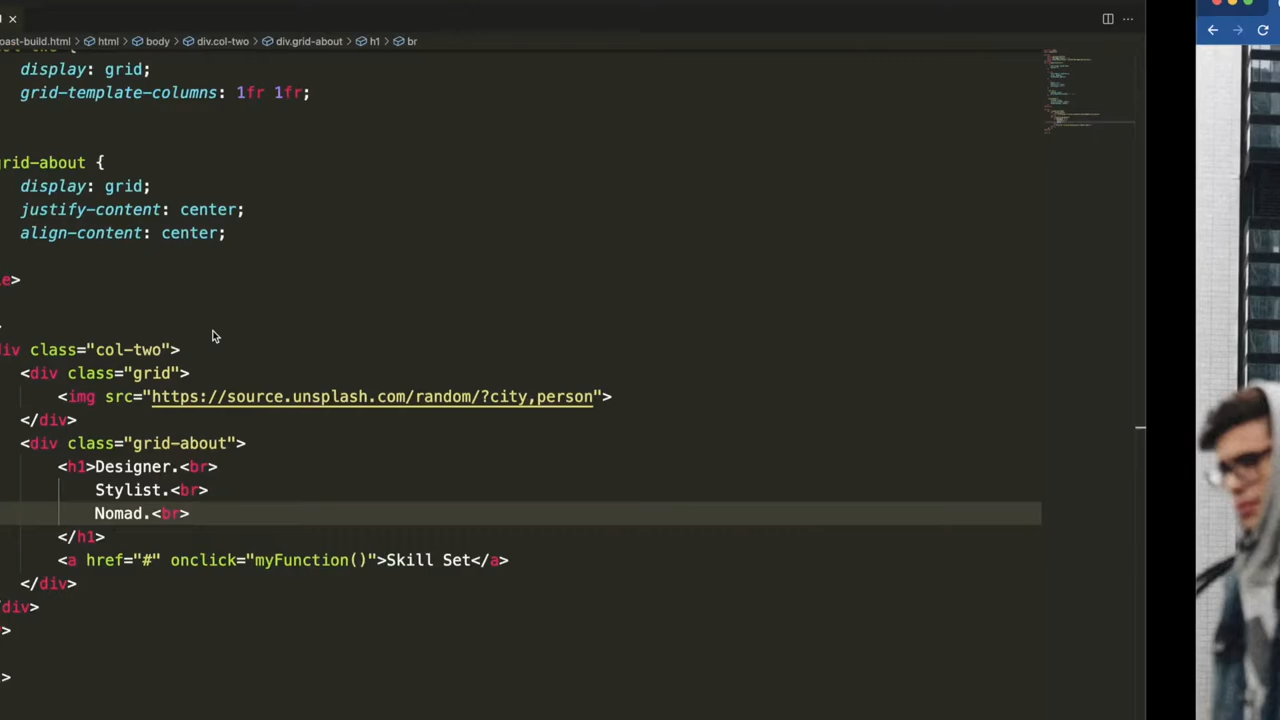 oast-build.html > html > body > div.col-two > div.grid-about > h1 > br
display: grid;
grid-template-columns: 1fr 1fr;
grid-about {
display: grid;
justify-content: center;
align-content: center;
le>
div class="col-two">
<div class="grid">
<img src="https://source.unsplash.com/random/?city,person">
</div>
<div class="grid-about">
<h1>Designer.<br>
Stylist.<br>
Nomad.<br>
</h1>
<a href="#" onclick="myFunction()">Skill Set</a>
</div>
/div>
>
>